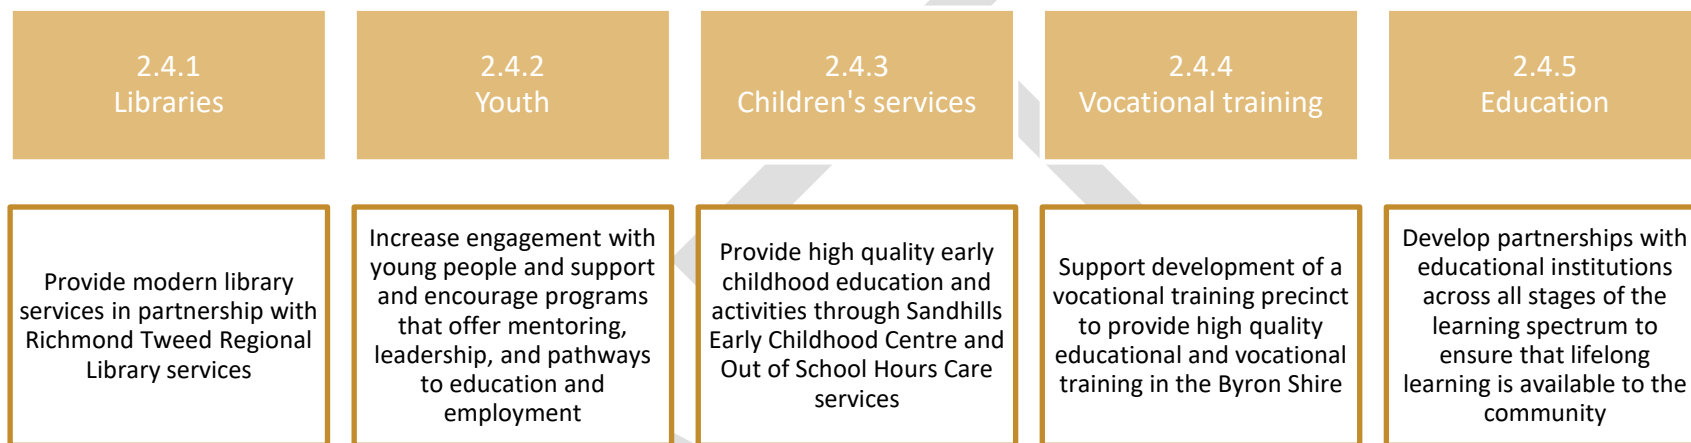 2.4.1
Libraries
2.4.2
Youth
2.4.3
Children's services
2.4.4
Vocational training
2.4.5
Education
Provide modern library
services in partnership with
Richmond Tweed Regional
Library services
Increase engagement with
young people and support
and encourage programs
that offer mentoring,
leadership, and pathways
to education and
employment
Provide high quality early
childhood education and
activities through Sandhills
Early Childhood Centre and
Out of School Hours Care
services
Support development of a
vocational training precinct
to provide high quality
educational and vocational
training in the Byron Shire
Develop partnerships with
educational institutions
across all stages of the
learning spectrum to
ensure that lifelong
learning is available to the
community